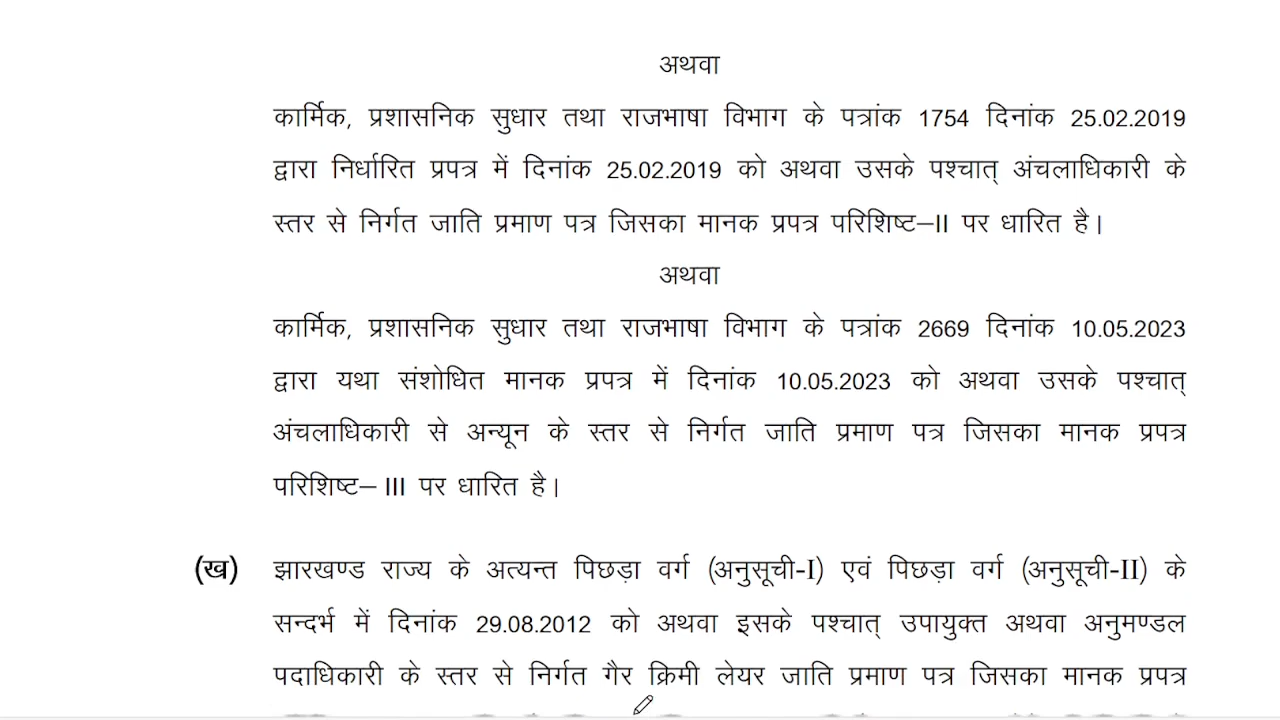 अथवा
कार्मिक, प्रशासनिक सुधार तथा राजभाषा विभाग के पत्रांक 1754 दिनांक 25.02.2019
द्वारा निर्धारित प्रपत्र में दिनांक 25.02.2019 को अथवा उसके पश्चात् अंचलाधिकारी के
स्तर से निर्गत जाति प्रमाण पत्र जिसका मानक प्रपत्र परिशिष्ट–II पर धारित है।
अथवा
कार्मिक, प्रशासनिक सुधार तथा राजभाषा विभाग के पत्रांक 2669 दिनांक 10.05.2023
द्वारा यथा संशोधित मानक प्रपत्र में दिनांक 10.05.2023 को अथवा उसके पश्चात्
अंचलाधिकारी से अन्यून के स्तर से निर्गत जाति प्रमाण पत्र जिसका मानक प्रपत्र
परिशिष्ट– III पर धारित है।
(ख) झारखण्ड राज्य के अत्यन्त पिछड़ा वर्ग (अनुसूची-I) एवं पिछड़ा वर्ग (अनुसूची-II) के
सन्दर्भ में दिनांक 29.08.2012 को अथवा इसके पश्चात् उपायुक्त अथवा अनुमण्डल
पदाधिकारी के स्तर से निर्गत गैर क्रिमी लेयर जाति प्रमाण पत्र जिसका मानक प्रपत्र